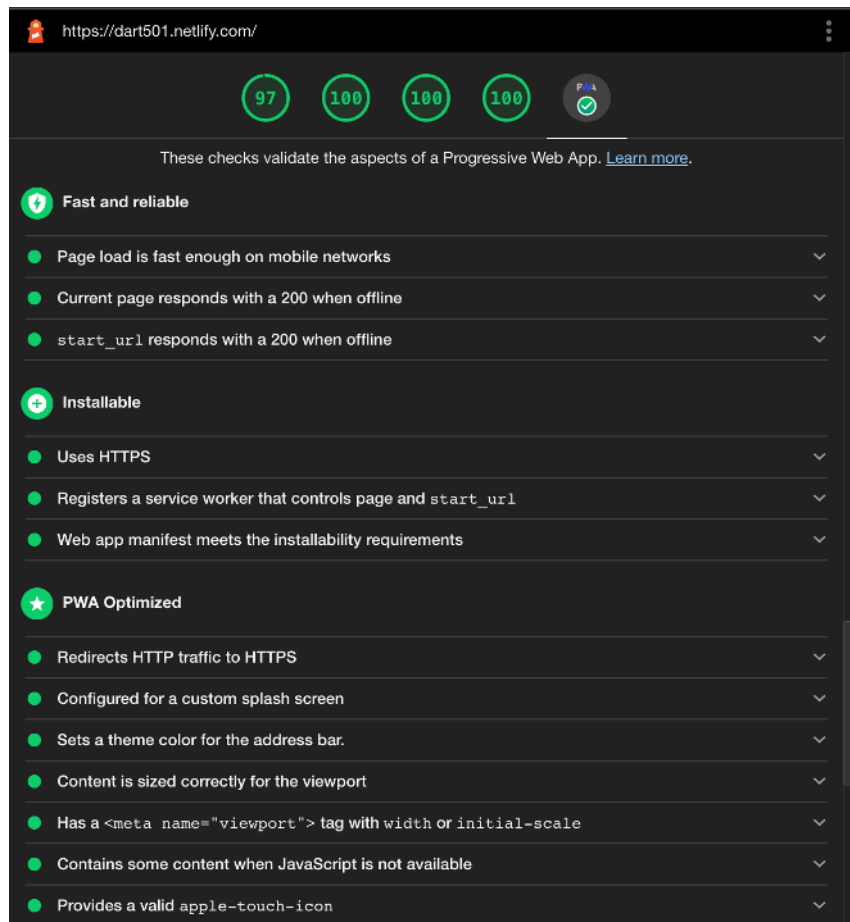 https://dart501.netlify.com/
97 100 100 100 PWA
These checks validate the aspects of a Progressive Web App. Learn more.
Fast and reliable
Page load is fast enough on mobile networks
Current page responds with a 200 when offline
start_url responds with a 200 when offline
Installable
Uses HTTPS
Registers a service worker that controls page and start_url
Web app manifest meets the installability requirements
PWA Optimized
Redirects HTTP traffic to HTTPS
Configured for a custom splash screen
Sets a theme color for the address bar.
Content is sized correctly for the viewport
Has a <meta name="viewport"> tag with width or initial-scale
Contains some content when JavaScript is not available
Provides a valid apple-touch-icon